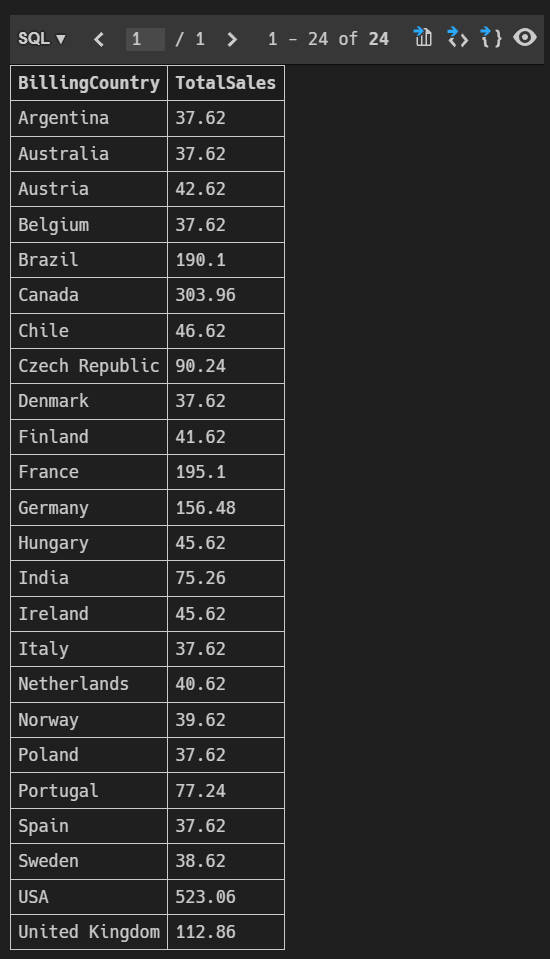 SQL ▼ < 1 / 1 > 1 - 24 of 24
BillingCountry TotalSales
Argentina 37.62
Australia 37.62
Austria 42.62
Belgium 37.62
Brazil 190.1
Canada 303.96
Chile 46.62
Czech Republic 90.24
Denmark 37.62
Finland 41.62
France 195.1
Germany 156.48
Hungary 45.62
India 75.26
Ireland 45.62
Italy 37.62
Netherlands 40.62
Norway 39.62
Poland 37.62
Portugal 77.24
Spain 37.62
Sweden 38.62
USA 523.06
United Kingdom 112.86